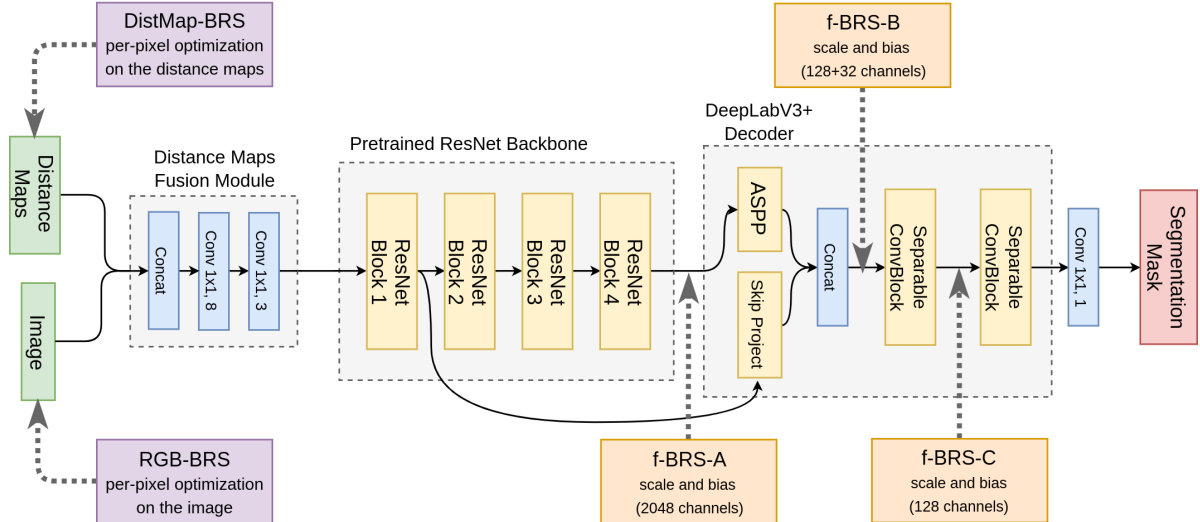 DistMap-BRS
per-pixel optimization
on the distance maps
f-BRS-B
scale and bias
(128+32 channels)
DeepLabV3+
Decoder
Pretrained ResNet Backbone
Distance Maps
Fusion Module
Distance
Maps
Image
Concat
Conv 1x1, 8
Conv 1x1, 3
ResNet
Block 1
ResNet
Block 2
ResNet
Block 3
ResNet
Block 4
ASPP
Skip Project
Concat
Separable
ConvBlock
Separable
ConvBlock
Conv 1x1, 1
Segmentation
Mask
RGB-BRS
per-pixel optimization
on the image
f-BRS-A
scale and bias
(2048 channels)
f-BRS-C
scale and bias
(128 channels)